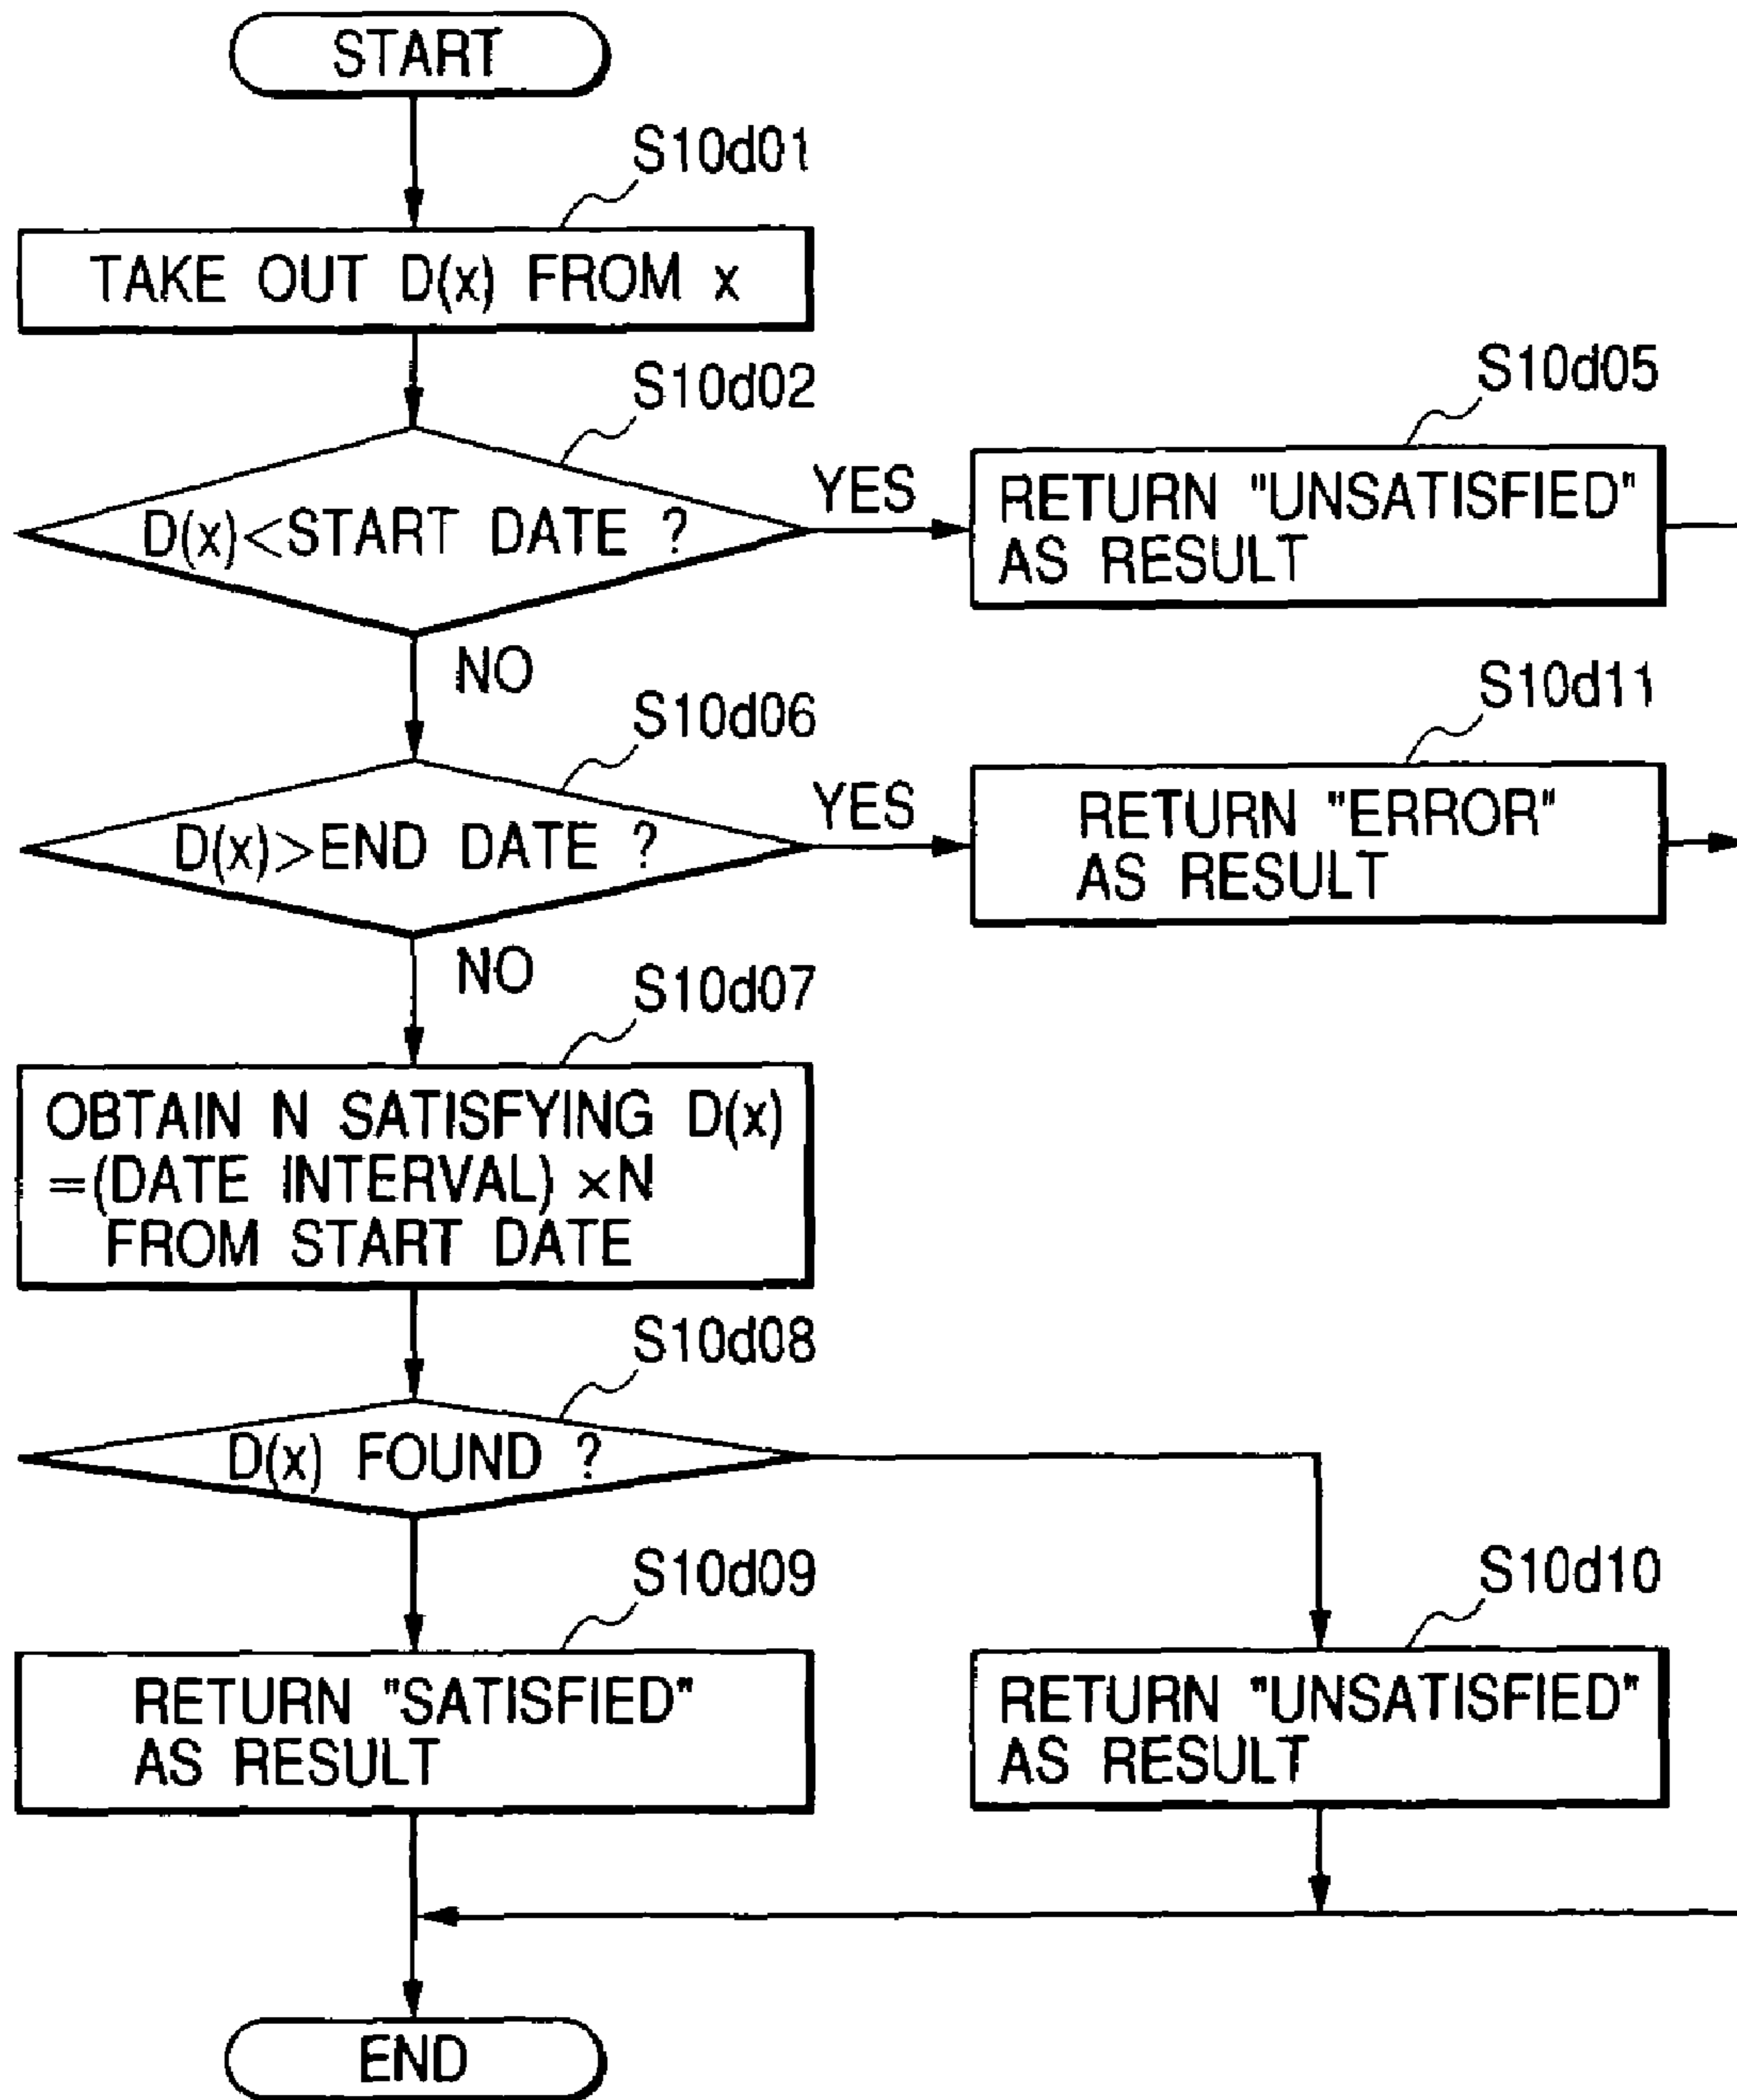 START
S10d01
TAKE OUT D(x) FROM x
S10d02
D(x)<START DATE ?
YES
S10d05
RETURN "UNSATISFIED"
AS RESULT
NO
S10d06
D(x)>END DATE ?
YES
S10d11
RETURN "ERROR"
AS RESULT
NO
S10d07
OBTAIN N SATISFYING D(x)
=(DATE INTERVAL) ×N
FROM START DATE
S10d08
D(x) FOUND ?
S10d09
RETURN "SATISFIED"
AS RESULT
S10d10
RETURN "UNSATISFIED"
AS RESULT
END